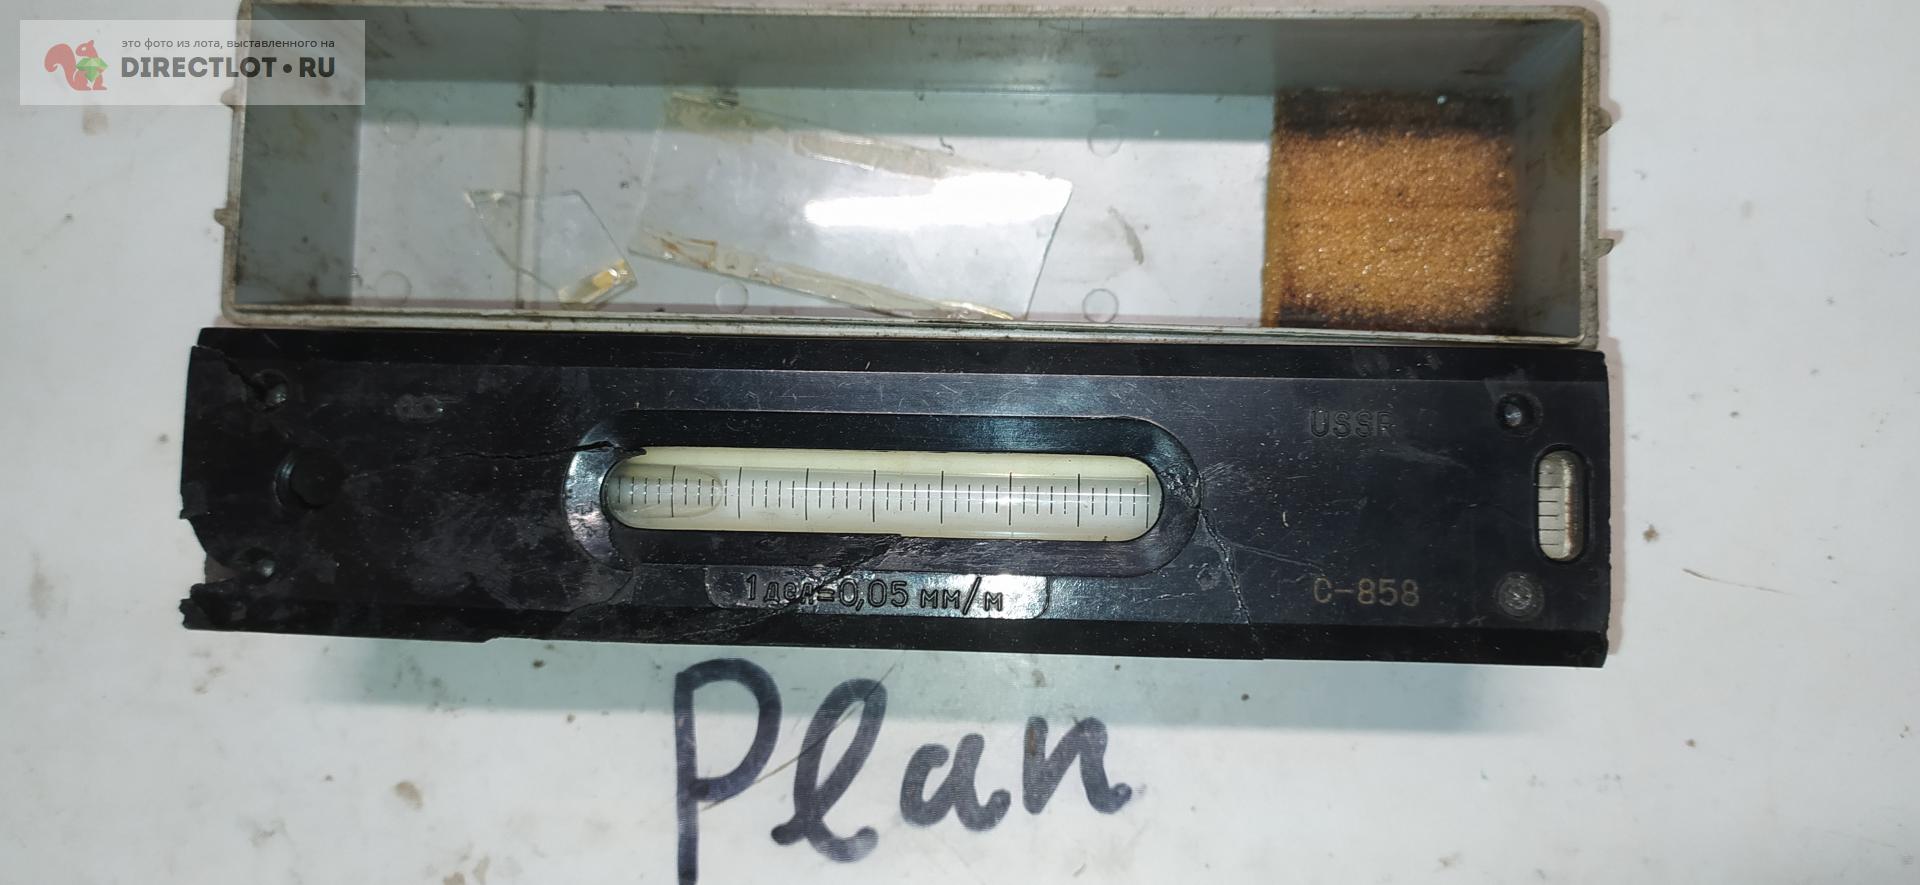 это фото из лота, выставленного на
DIRECTLOT•RU
USSR
1 дел=0,05 мм/м
C-858
Plan